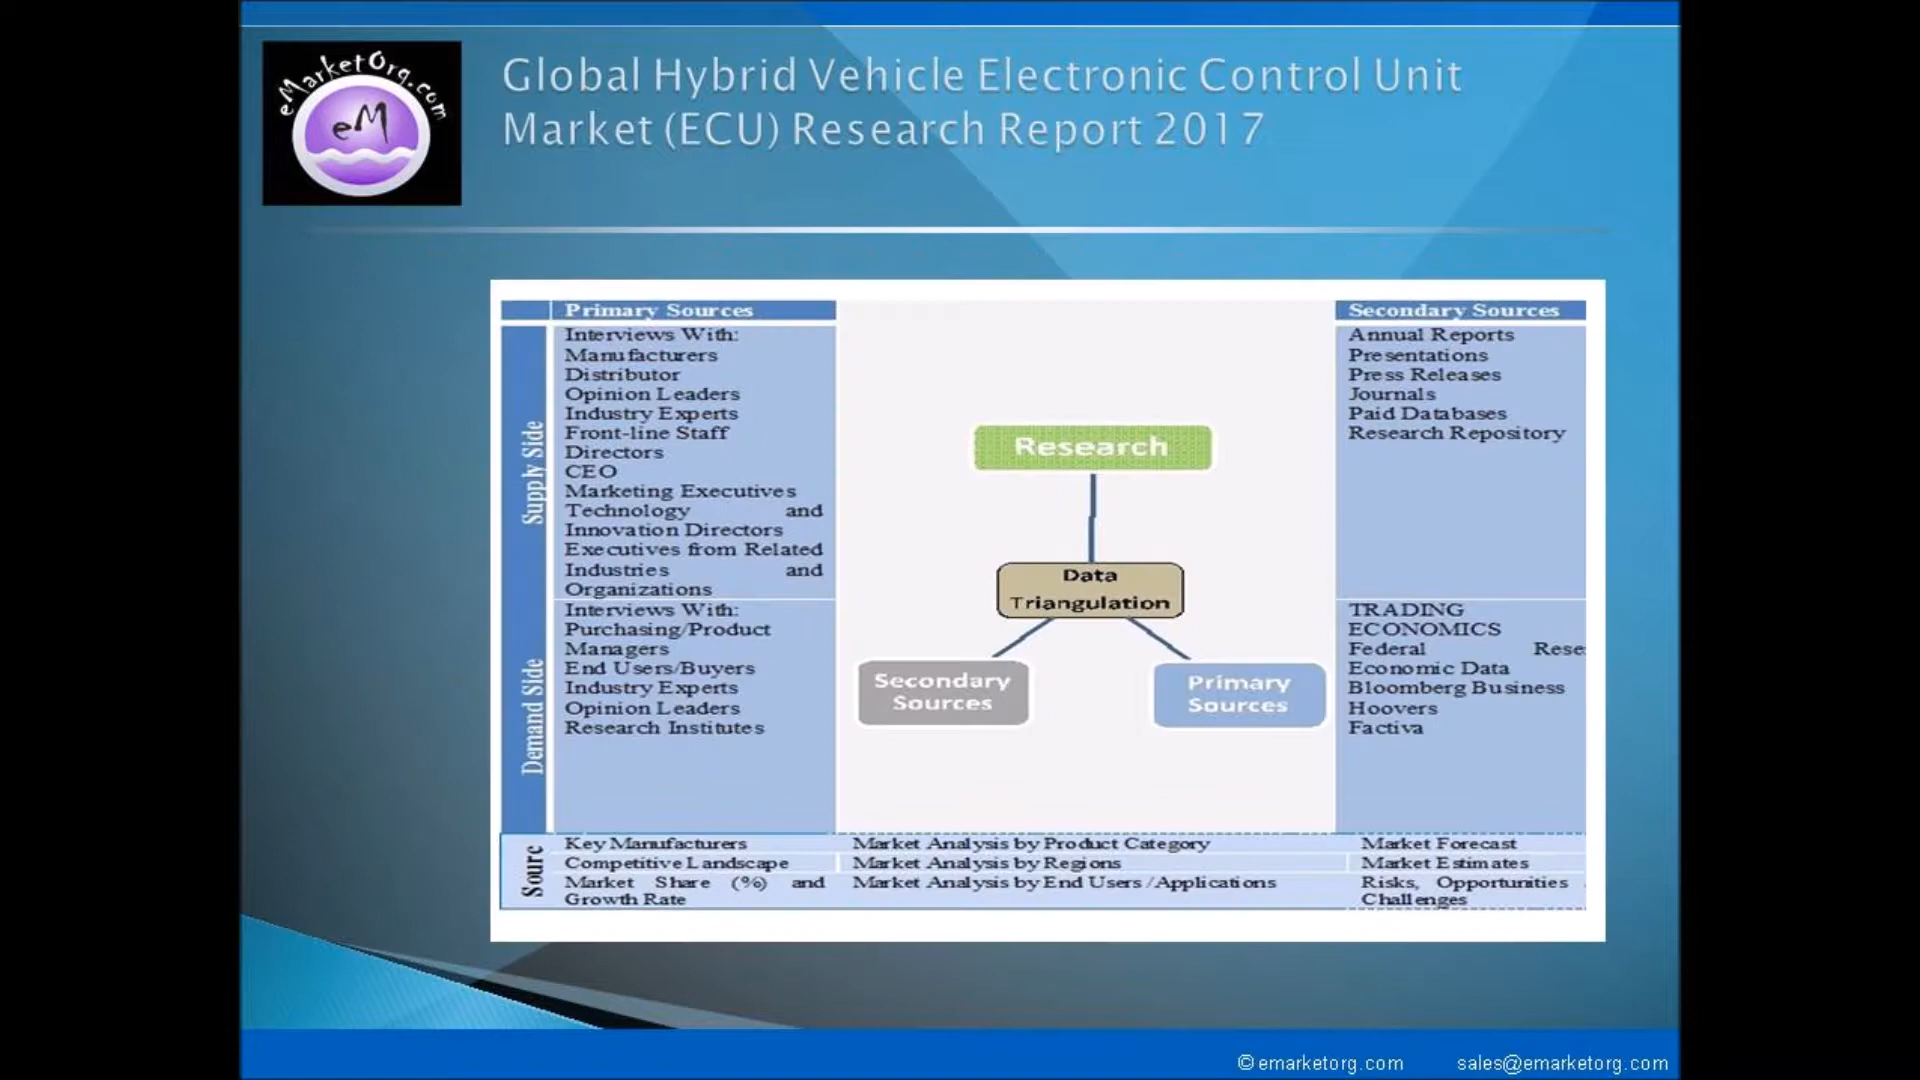 eMarketOrg.com
eM
Global Hybrid Vehicle Electronic Control Unit
Market (ECU) Research Report 2017
Primary Sources
Supply Side
Interviews With:
Manufacturers
Distributor
Opinion Leaders
Industry Experts
Front-line Staff
Directors
CEO
Marketing Executives
Technology and
Innovation Directors
Executives from Related
Industries and
Organizations
Demand Side
Interviews With:
Purchasing/Product
Managers
End Users/Buyers
Industry Experts
Opinion Leaders
Research Institutes
Research
Data
Triangulation
Secondary
Sources
Primary
Sources
Secondary Sources
Annual Reports
Presentations
Press Releases
Journals
Paid Databases
Research Repository
TRADING
ECONOMICS
Federal Rese
Economic Data
Bloomberg Business
Hoovers
Factiva
Sourc
Key Manufacturers
Competitive Landscape
Market Share (%) and
Growth Rate
Market Analysis by Product Category
Market Analysis by Regions
Market Analysis by End Users /Applications
Market Forecast
Market Estimates
Risks, Opportunities
Challenges
© emarketorg.com sales@emarketorg.com